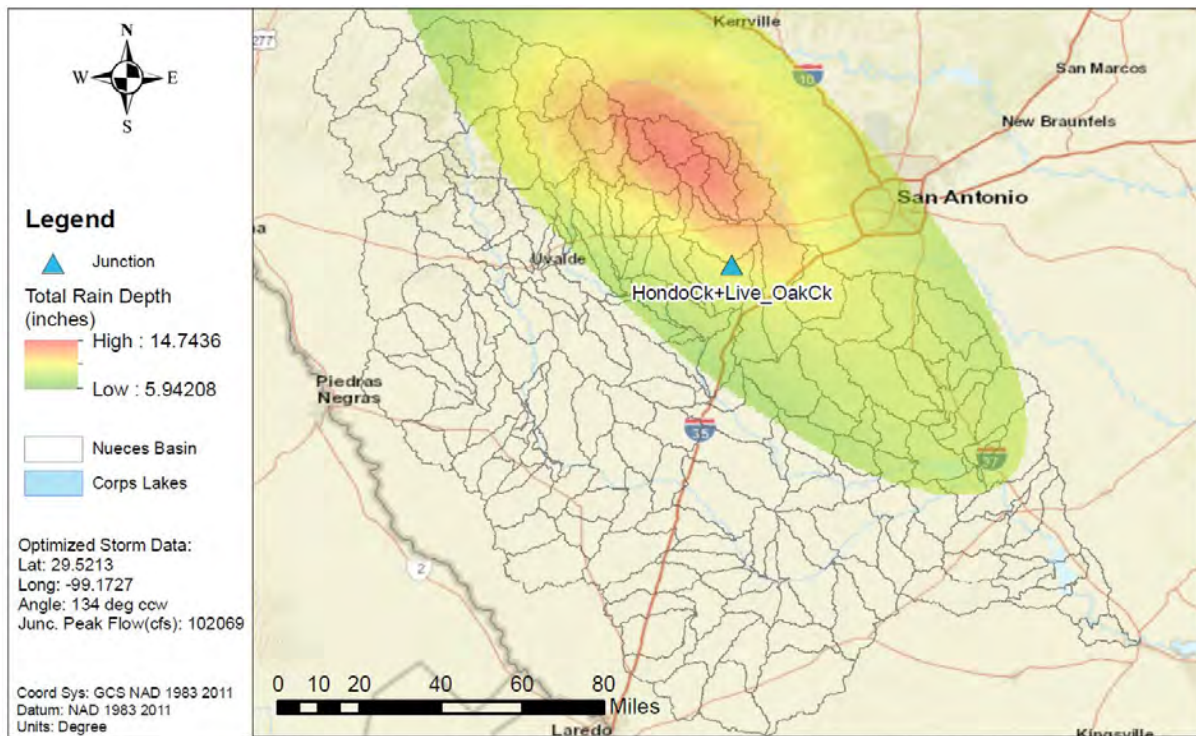 N
W E
S
Legend
Junction
Total Rain Depth
(inches)
High : 14.7436
Low : 5.94208
Nueces Basin
Corps Lakes
Optimized Storm Data:
Lat: 29.5213
Long: -99.1727
Angle: 134 deg ccw
Junc. Peak Flow(cfs): 102069
Coord Sys: GCS NAD 1983 2011
Datum: NAD 1983 2011
Units: Degree
277
Kerrville
10
San Marcos
New Braunfels
San Antonio
na
Uvalde
HondoCk+Live_OakCk
Piedras
Negras
35
37
2
0 10 20 40 60 80
Miles
Laredo
Kingsville